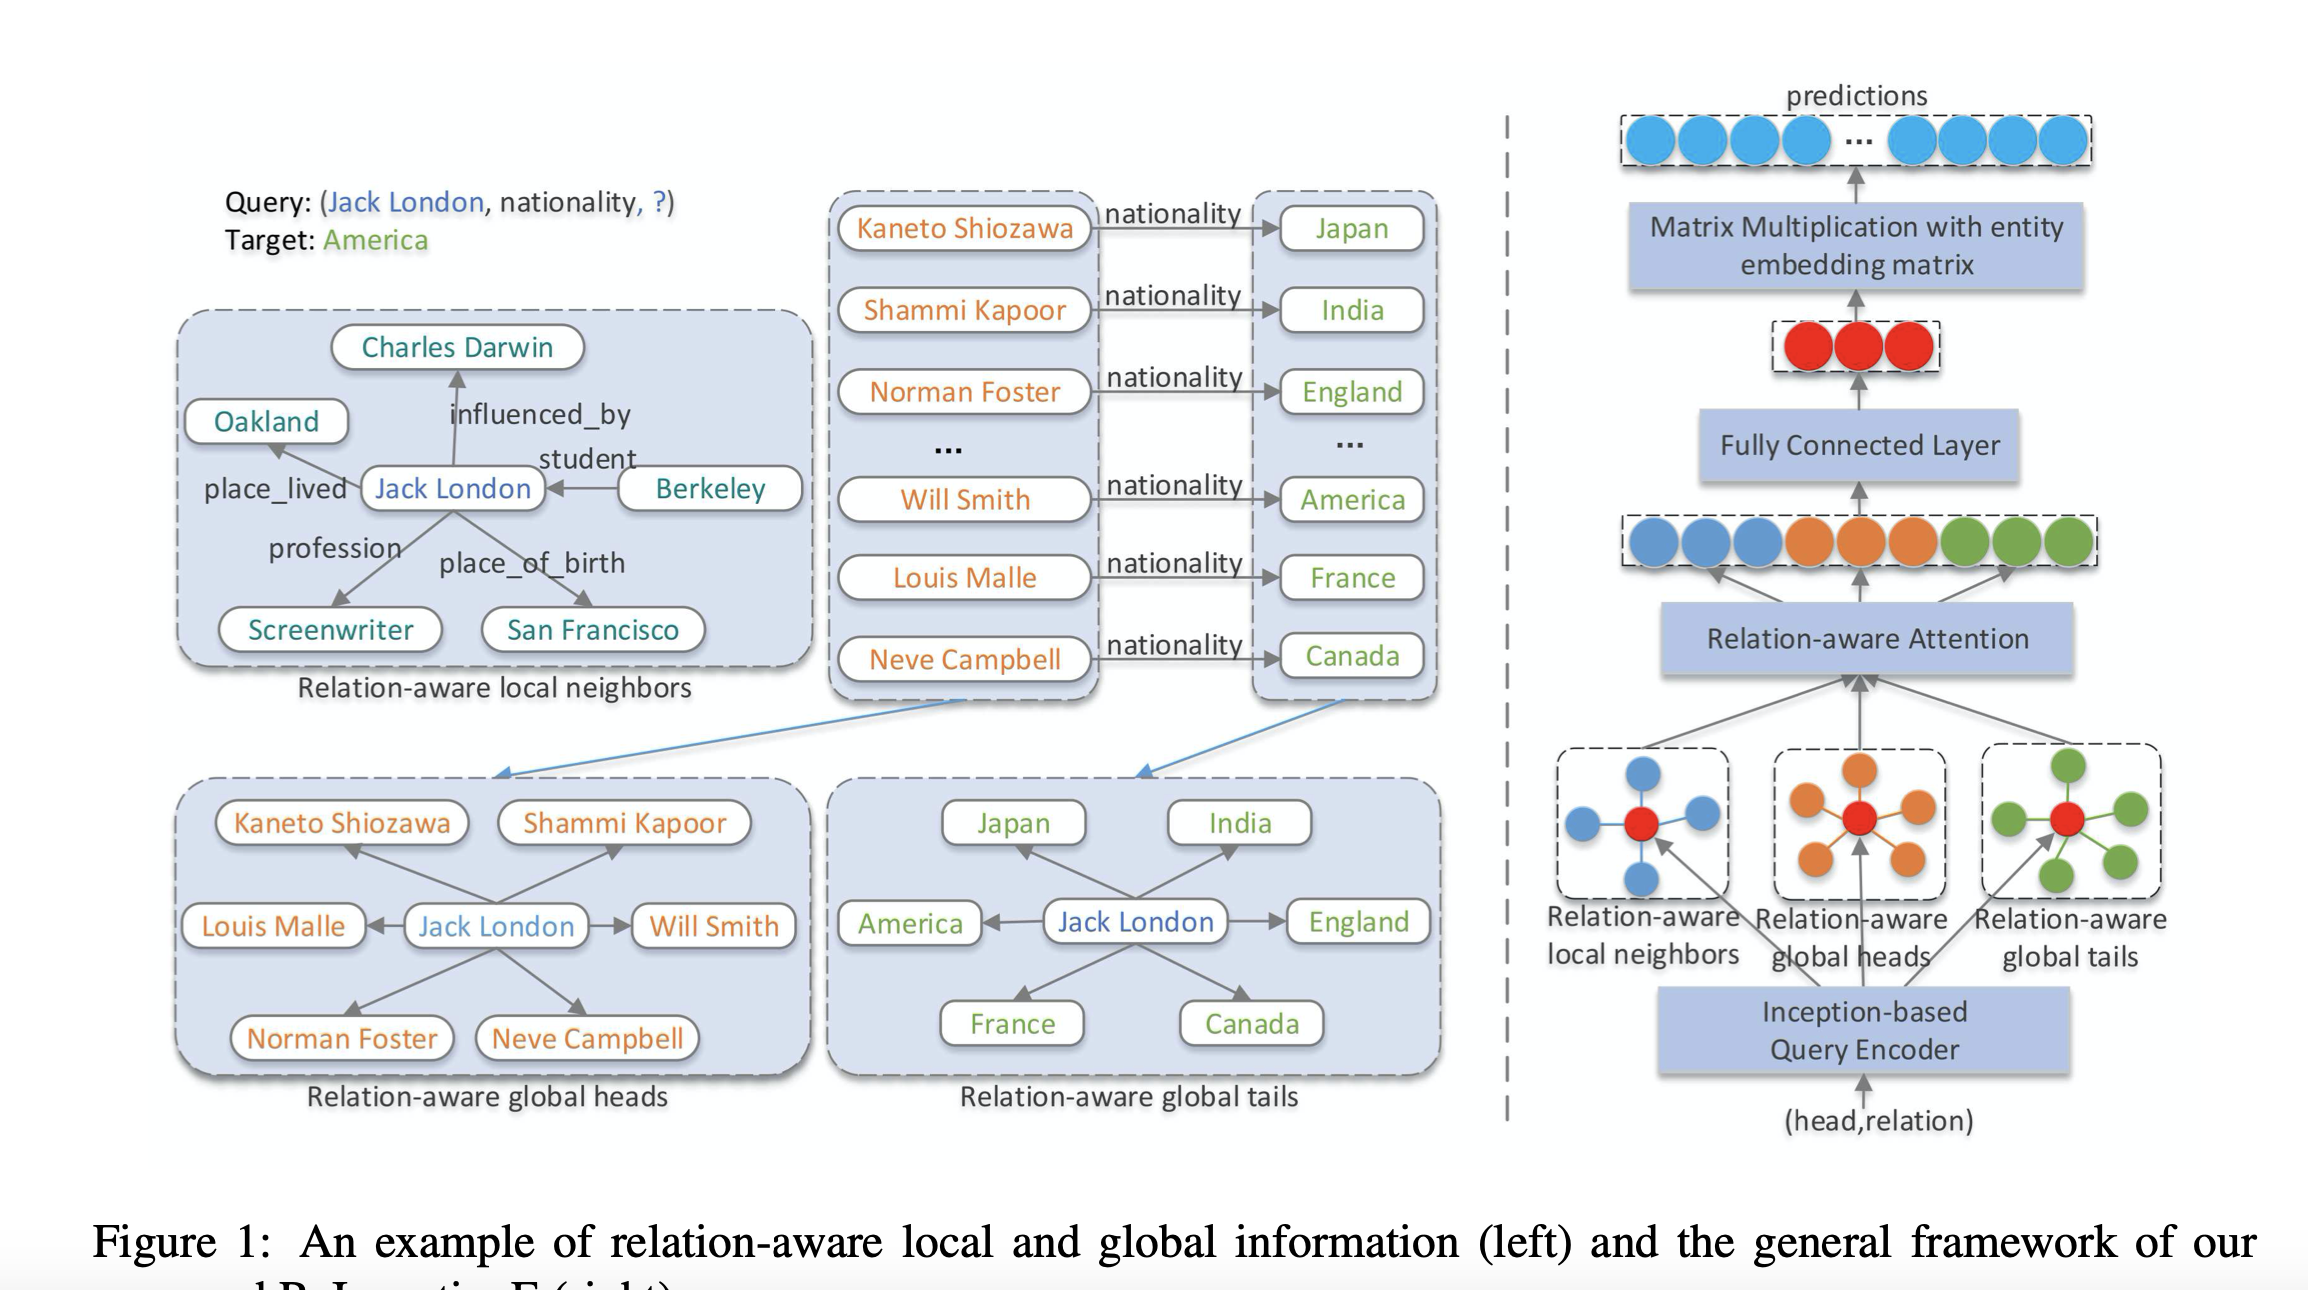 Query: (Jack London, nationality, ?)
Target: America
Charles Darwin
Oakland
influenced_by
student
place_lived
Jack London
Berkeley
profession
place_of_birth
Screenwriter
San Francisco
Relation-aware local neighbors
Kaneto Shiozawa
nationality
Japan
Shammi Kapoor
nationality
India
Norman Foster
nationality
England
...
...
Will Smith
nationality
America
Louis Malle
nationality
France
Neve Campbell
nationality
Canada
Kaneto Shiozawa
Shammi Kapoor
Louis Malle
Jack London
Will Smith
Norman Foster
Neve Campbell
Relation-aware global heads
Japan
India
America
Jack London
England
France
Canada
Relation-aware global tails
predictions
...
Matrix Multiplication with entity
embedding matrix
Fully Connected Layer
Relation-aware Attention
Relation-aware
local neighbors
Relation-aware
global heads
Relation-aware
global tails
Inception-based
Query Encoder
(head,relation)
Figure 1: An example of relation-aware local and global information (left) and the general framework of our